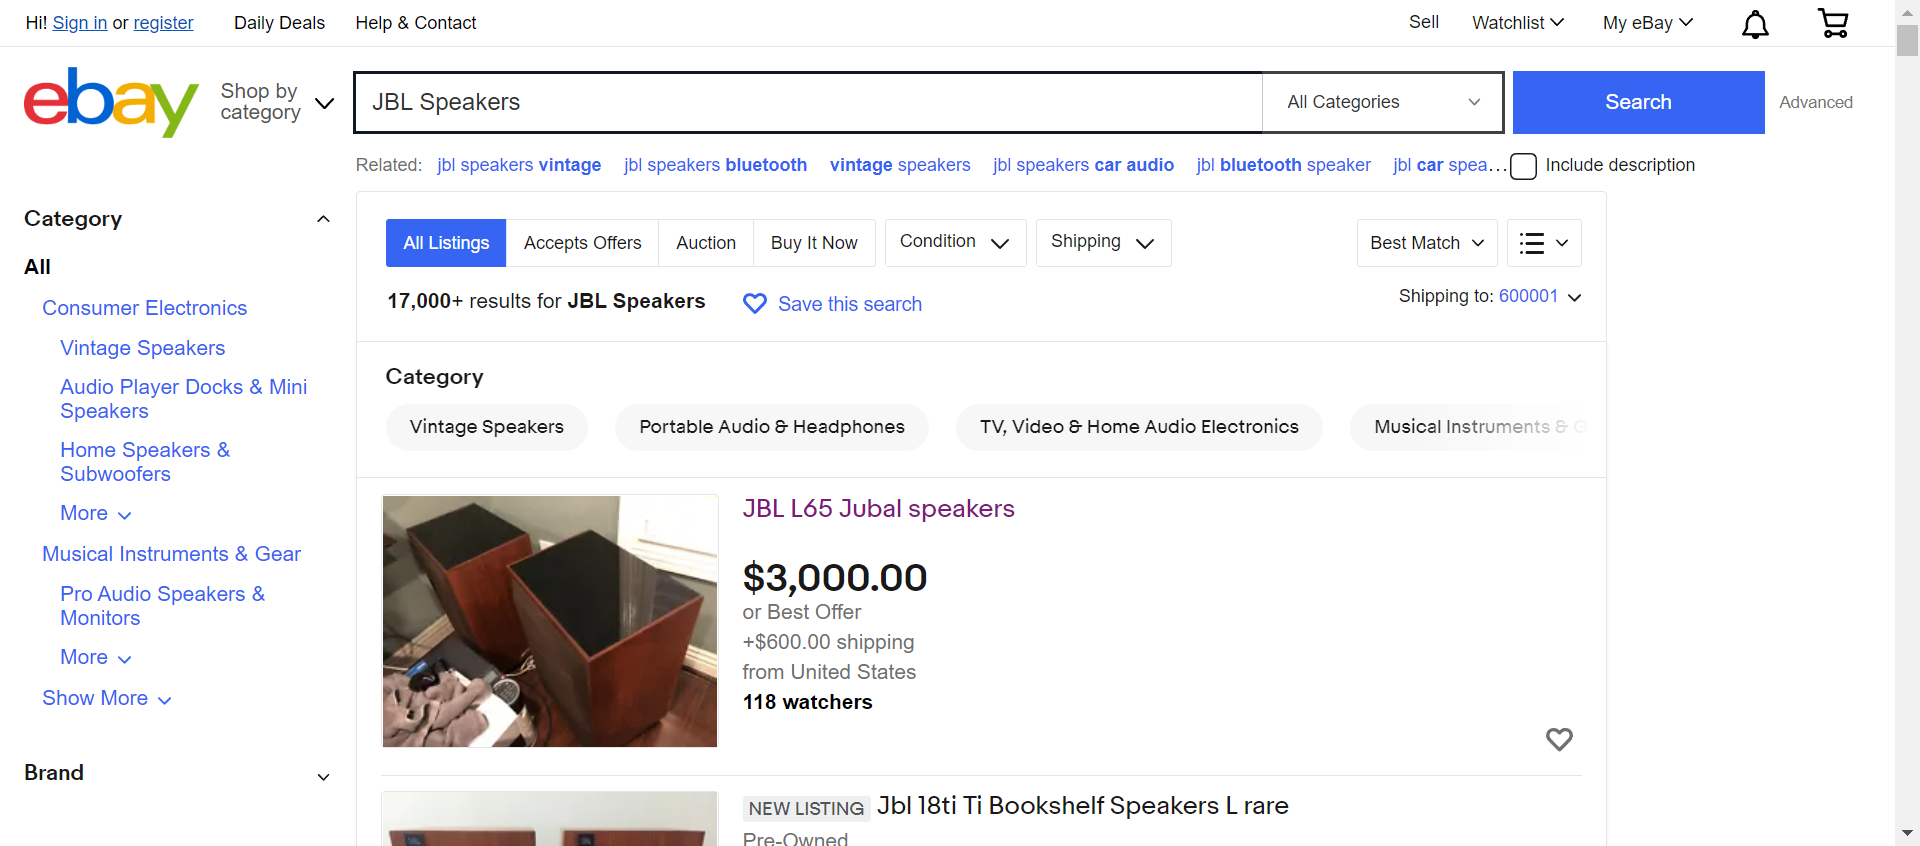 Hi! Sign in or register Daily Deals Help & Contact Sell Watchlist My eBay
ebay Shop by category JBL Speakers All Categories Search Advanced
Related: jbl speakers vintage jbl speakers bluetooth vintage speakers jbl speakers car audio jbl bluetooth speaker jbl car spea... Include description
Category
All
Consumer Electronics
Vintage Speakers
Audio Player Docks & Mini
Speakers
Home Speakers &
Subwoofers
More
Musical Instruments & Gear
Pro Audio Speakers &
Monitors
More
Show More
Brand
All Listings Accepts Offers Auction Buy It Now Condition Shipping Best Match
17,000+ results for JBL Speakers Save this search Shipping to: 600001
Category
Vintage Speakers Portable Audio & Headphones TV, Video & Home Audio Electronics Musical Instruments & G
JBL L65 Jubal speakers
$3,000.00
or Best Offer
+$600.00 shipping
from United States
118 watchers
NEW LISTING Jbl 18ti Ti Bookshelf Speakers L rare
Pre-Owned